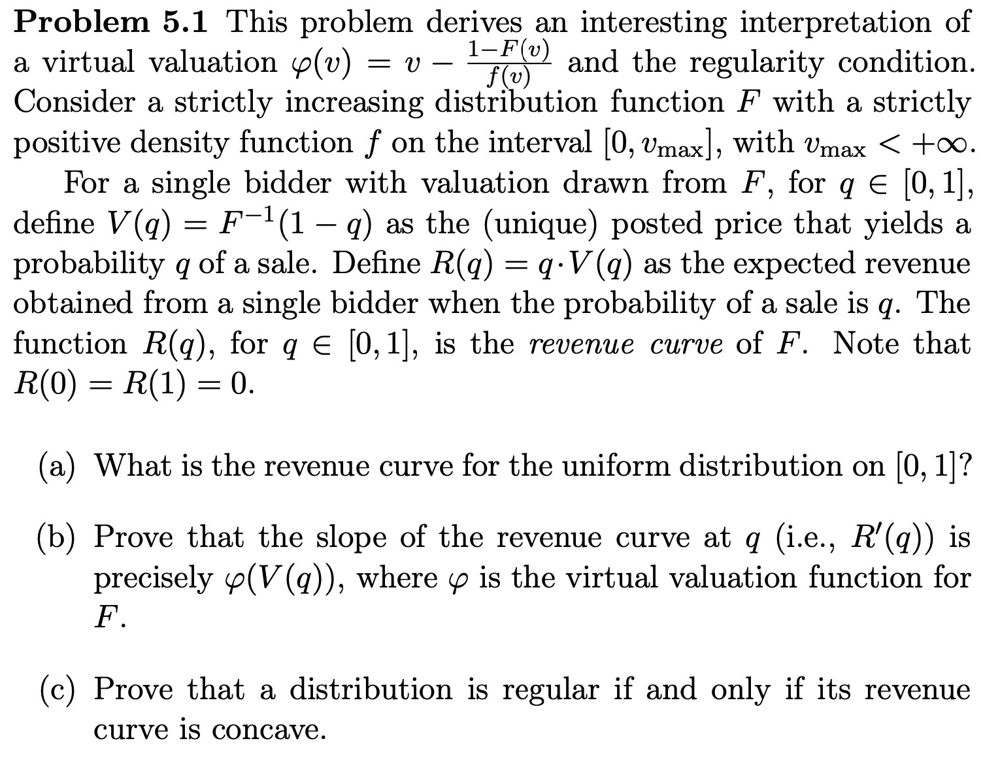 Problem 5.1 This problem derives an interesting interpretation of
a virtual valuation φ(v) = v − \frac{1−F(v)}{f(v)} and the regularity condition.
Consider a strictly increasing distribution function F with a strictly
positive density function f on the interval [0, v_{max}], with v_{max} < +∞.
For a single bidder with valuation drawn from F, for q ∈ [0, 1],
define V(q) = F^{−1}(1 − q) as the (unique) posted price that yields a
probability q of a sale. Define R(q) = q · V(q) as the expected revenue
obtained from a single bidder when the probability of a sale is q. The
function R(q), for q ∈ [0, 1], is the revenue curve of F. Note that
R(0) = R(1) = 0.
(a) What is the revenue curve for the uniform distribution on [0, 1]?
(b) Prove that the slope of the revenue curve at q (i.e., R′(q)) is
precisely φ(V(q)), where φ is the virtual valuation function for
F.
(c) Prove that a distribution is regular if and only if its revenue
curve is concave.